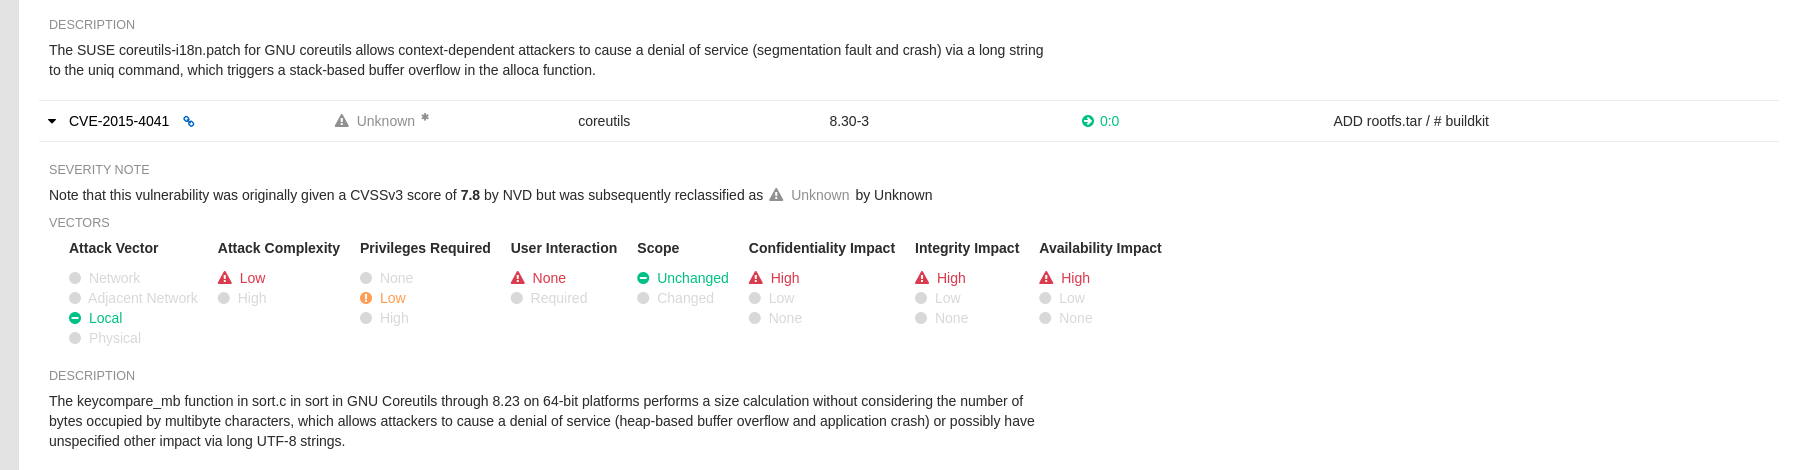 DESCRIPTION
The SUSE coreutils-i18n.patch for GNU coreutils allows context-dependent attackers to cause a denial of service (segmentation fault and crash) via a long string
to the uniq command, which triggers a stack-based buffer overflow in the alloca function.
CVE-2015-4041 Unknown * coreutils 8.30-3 0:0 ADD rootfs.tar / # buildkit
SEVERITY NOTE
Note that this vulnerability was originally given a CVSSv3 score of 7.8 by NVD but was subsequently reclassified as Unknown by Unknown
VECTORS
Attack Vector Attack Complexity Privileges Required User Interaction Scope Confidentiality Impact Integrity Impact Availability Impact
Network Low None None Unchanged High High High
Adjacent Network High Low Required Changed Low Low Low
Local High None None None
Physical
DESCRIPTION
The keycompare_mb function in sort.c in sort in GNU Coreutils through 8.23 on 64-bit platforms performs a size calculation without considering the number of
bytes occupied by multibyte characters, which allows attackers to cause a denial of service (heap-based buffer overflow and application crash) or possibly have
unspecified other impact via long UTF-8 strings.